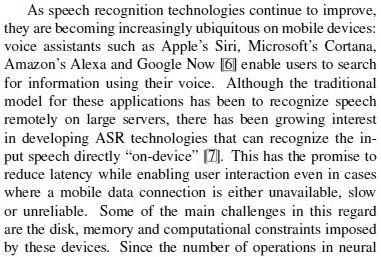 As speech recognition technologies continue to improve,
they are becoming increasingly ubiquitous on mobile devices:
voice assistants such as Apple's Siri, Microsoft's Cortana,
Amazon's Alexa and Google Now [6] enable users to search
for information using their voice. Although the traditional
model for these applications has been to recognize speech
remotely on large servers, there has been growing interest
in developing ASR technologies that can recognize the in-
put speech directly “on-device” [7]. This has the promise to
reduce latency while enabling user interaction even in cases
where a mobile data connection is either unavailable, slow
or unreliable. Some of the main challenges in this regard
are the disk, memory and computational constraints imposed
by these devices. Since the number of operations in neural